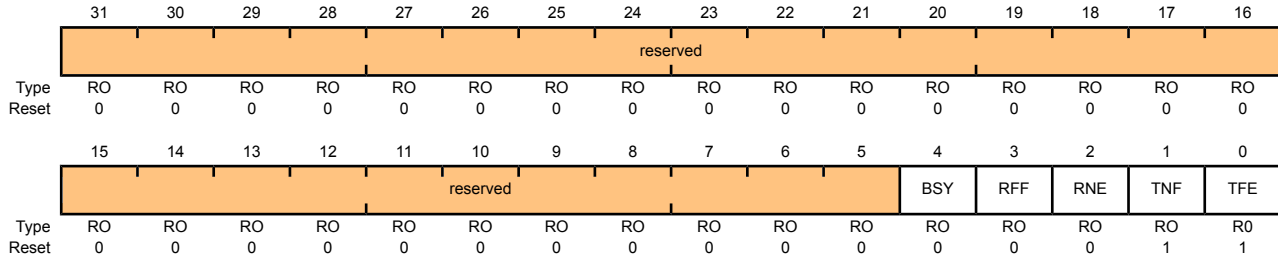 31 30 29 28 27 26 25 24 23 22 21 20 19 18 17 16
reserved
Type RO RO RO RO RO RO RO RO RO RO RO RO RO RO RO RO
Reset 0 0 0 0 0 0 0 0 0 0 0 0 0 0 0 0
15 14 13 12 11 10 9 8 7 6 5 4 3 2 1 0
reserved BSY RFF RNE TNF TFE
Type RO RO RO RO RO RO RO RO RO RO RO RO RO RO RO R0
Reset 0 0 0 0 0 0 0 0 0 0 0 0 0 0 1 1